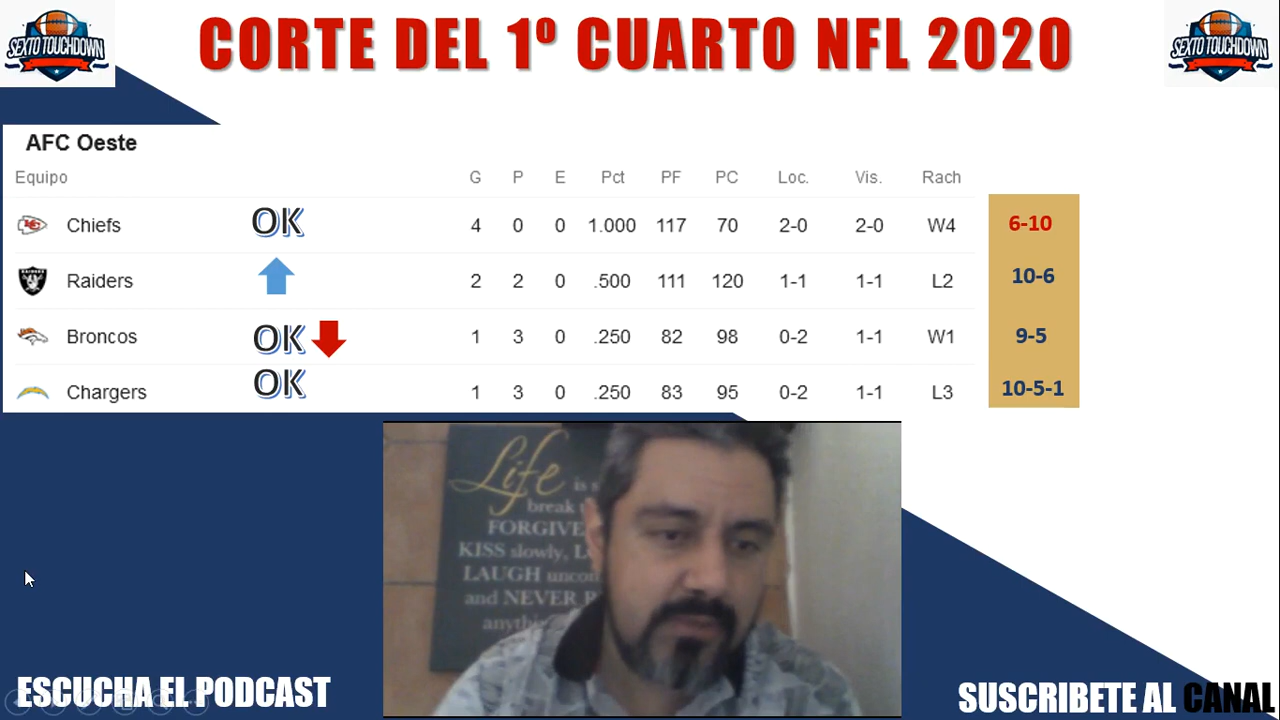 SEXTO TOUCHDOWN
CORTE DEL 1º CUARTO NFL 2020
SEXTO TOUCHDOWN
AFC Oeste
Equipo G P E Pct PF PC Loc. Vis. Rach
Chiefs OK 4 0 0 1.000 117 70 2-0 2-0 W4 6-10
RAIDERS Raiders 2 2 0 .500 111 120 1-1 1-1 L2 10-6
Broncos OK 1 3 0 .250 82 98 0-2 1-1 W1 9-5
Chargers OK 1 3 0 .250 83 95 0-2 1-1 L3 10-5-1
Life is
break
FORGIVE
KISS slowly,
LAUGH
and NEVER
ESCUCHA EL PODCAST
SUSCRIBETE AL CANAL